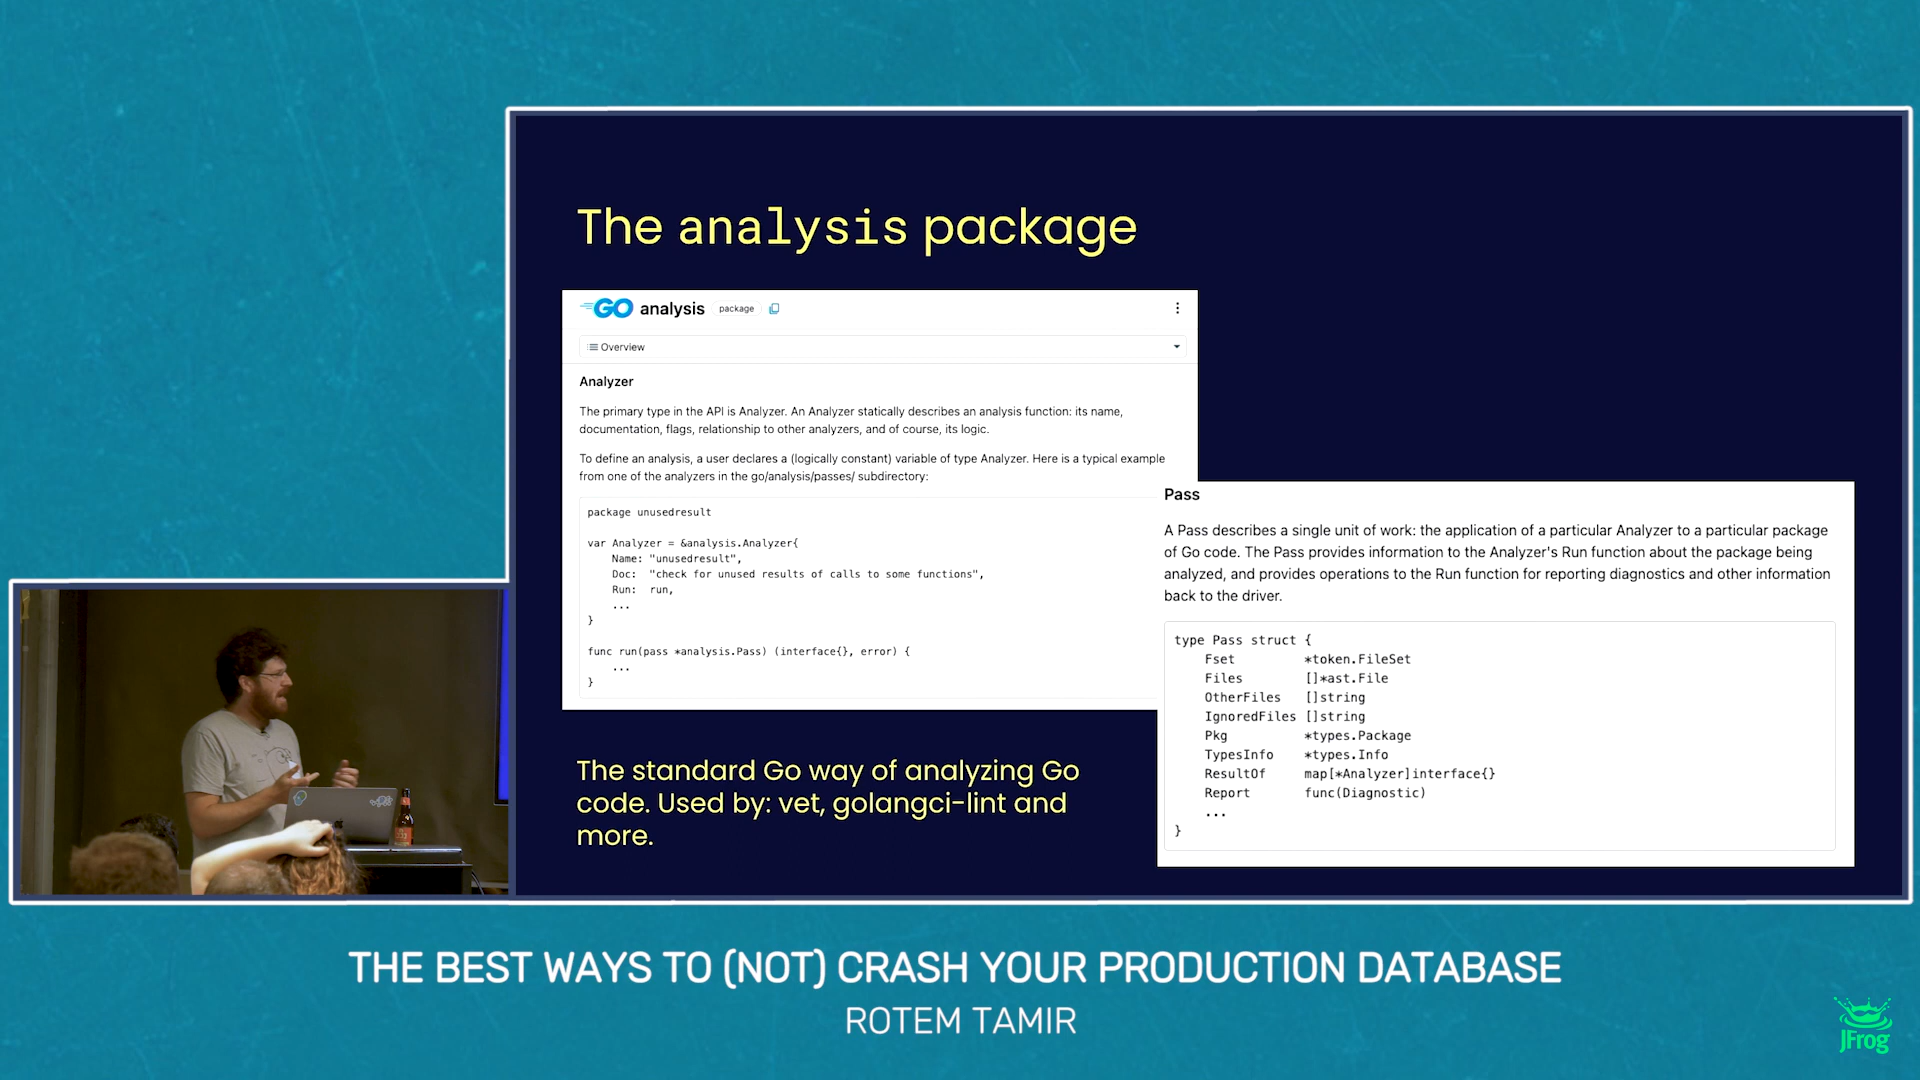 The analysis package
GO analysis package
Overview
Analyzer
The primary type in the API is Analyzer. An Analyzer statically describes an analysis function: its name,
documentation, flags, relationship to other analyzers, and of course, its logic.
To define an analysis, a user declares a (logically constant) variable of type Analyzer. Here is a typical example
from one of the analyzers in the go/analysis/passes/ subdirectory:
package unusedresult
var Analyzer = &analysis.Analyzer{
    Name: "unusedresult",
    Doc:  "check for unused results of calls to some functions",
    Run:  run,
    ...
}
func run(pass *analysis.Pass) (interface{}, error) {
    ...
}
The standard Go way of analyzing Go
code. Used by: vet, golangci-lint and
more.
Pass
A Pass describes a single unit of work: the application of a particular Analyzer to a particular package
of Go code. The Pass provides information to the Analyzer's Run function about the package being
analyzed, and provides operations to the Run function for reporting diagnostics and other information
back to the driver.
type Pass struct {
    Fset         *token.FileSet
    Files        []*ast.File
    OtherFiles   []string
    IgnoredFiles []string
    Pkg          *types.Package
    TypesInfo    *types.Info
    ResultOf     map[*Analyzer]interface{}
    Report       func(Diagnostic)
    ...
}
THE BEST WAYS TO (NOT) CRASH YOUR PRODUCTION DATABASE
ROTEM TAMIR
JFrog